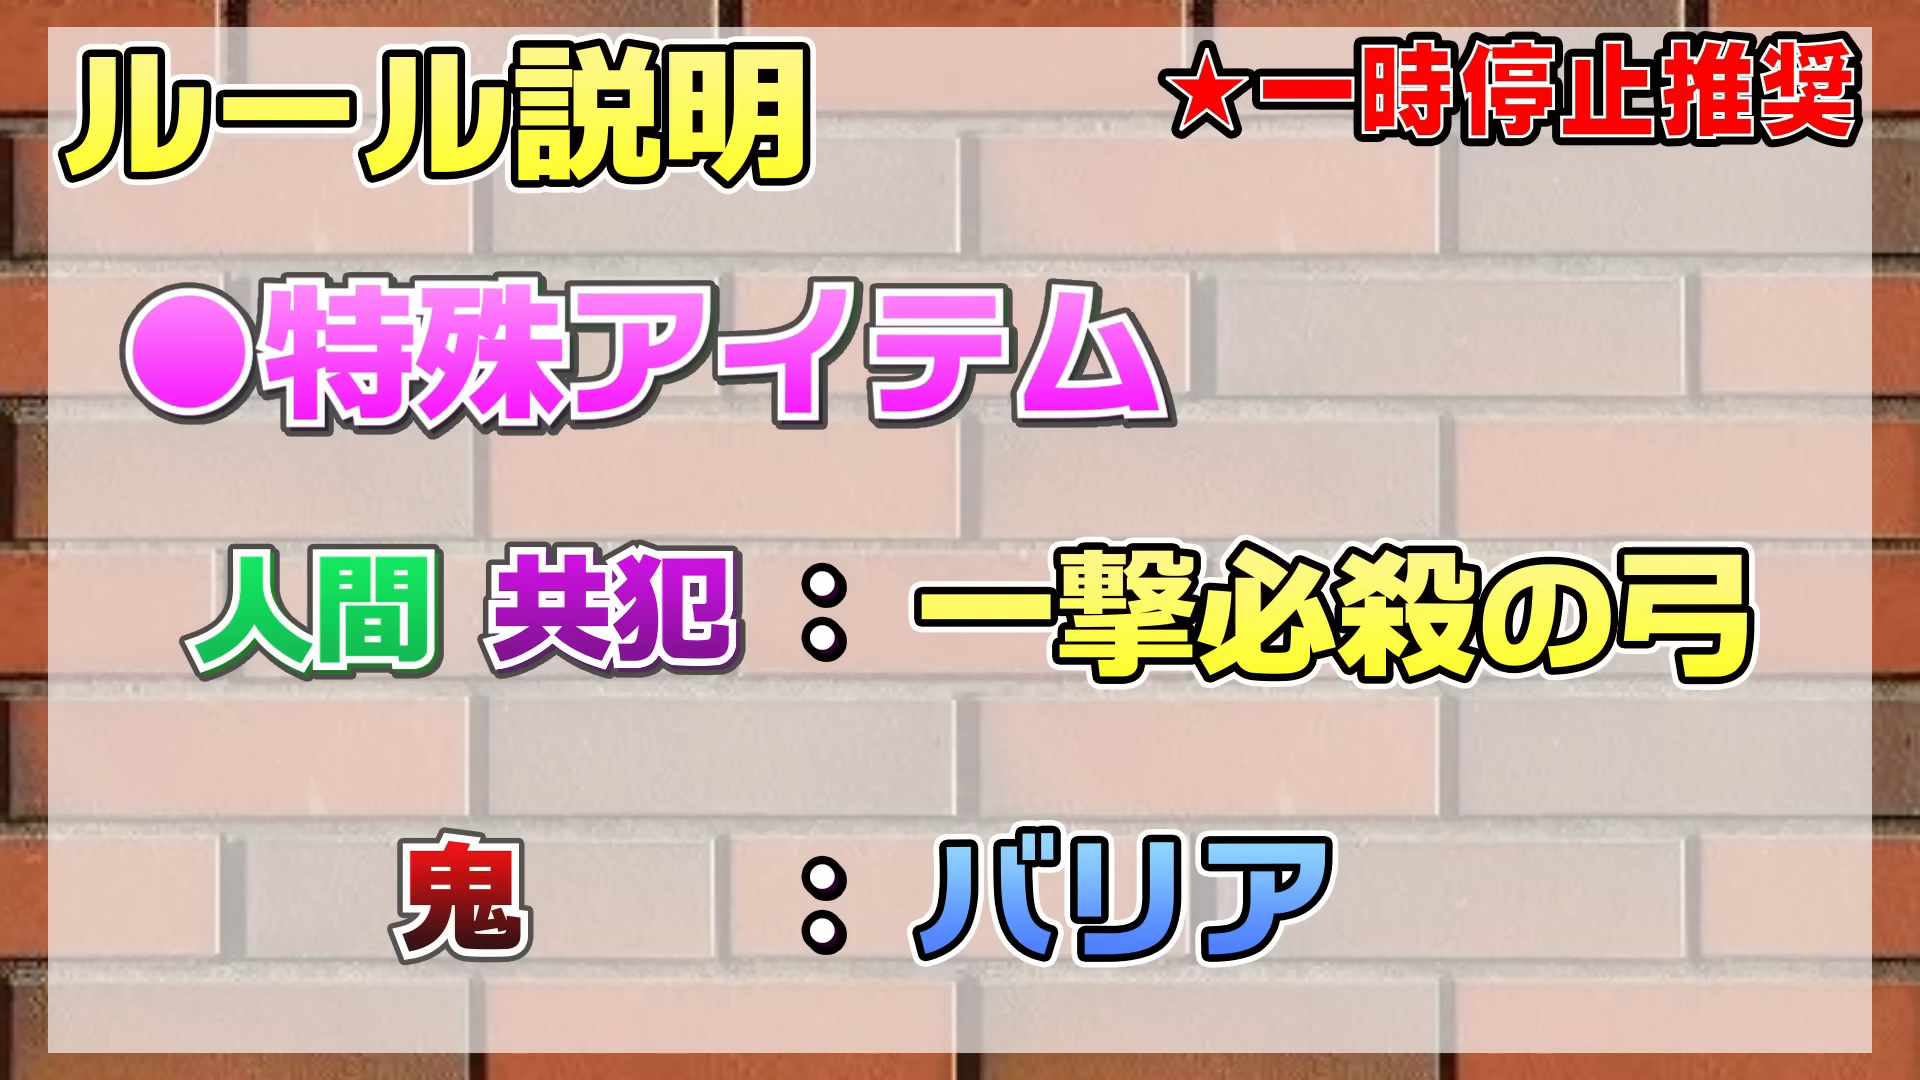 ルール説明
★一時停止推奨
●特殊アイテム
人間 共犯 : 一撃必殺の弓
鬼 : バリア